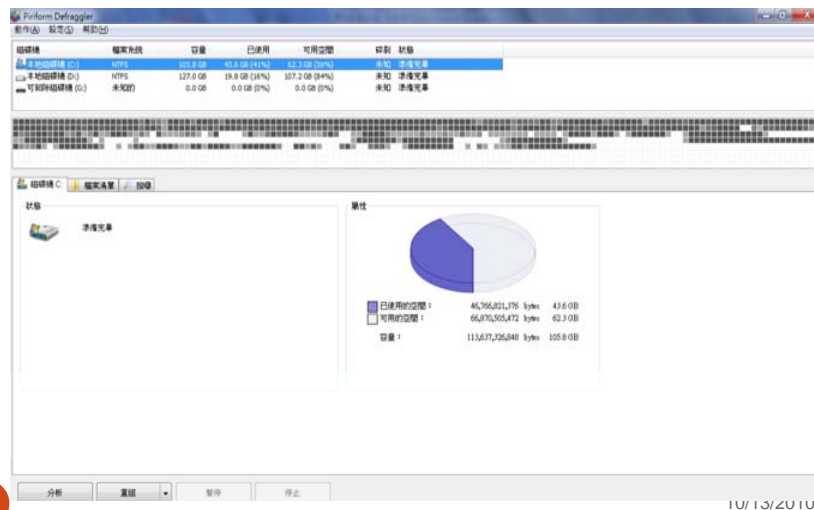 Piriform Defraggler
動作(A) 設定(S) 幫助(H)
磁碟機 檔案系統 容量 已使用 可用空間 碎裂 狀態
本地磁碟機 (C:) NTFS 105.8 GB 43.6 GB (41%) 62.3 GB (59%) 未知 準備完畢
本地磁碟機 (D:) NTFS 127.0 GB 19.8 GB (16%) 107.2 GB (84%) 未知 準備完畢
可卸除磁碟機 (G:) 未知的 0.0 GB 0.0 GB (0%) 0.0 GB (0%) 未知 準備完畢
磁碟機 C: 檔案清單 搜尋
狀態
準備完畢
屬性
已使用的空間: 46,766,821,376 bytes 43.6 GB
可用的空間: 66,870,505,472 bytes 62.3 GB
容量: 113,637,326,848 bytes 105.8 GB
分析 重組 暫停 停止
10/13/2010